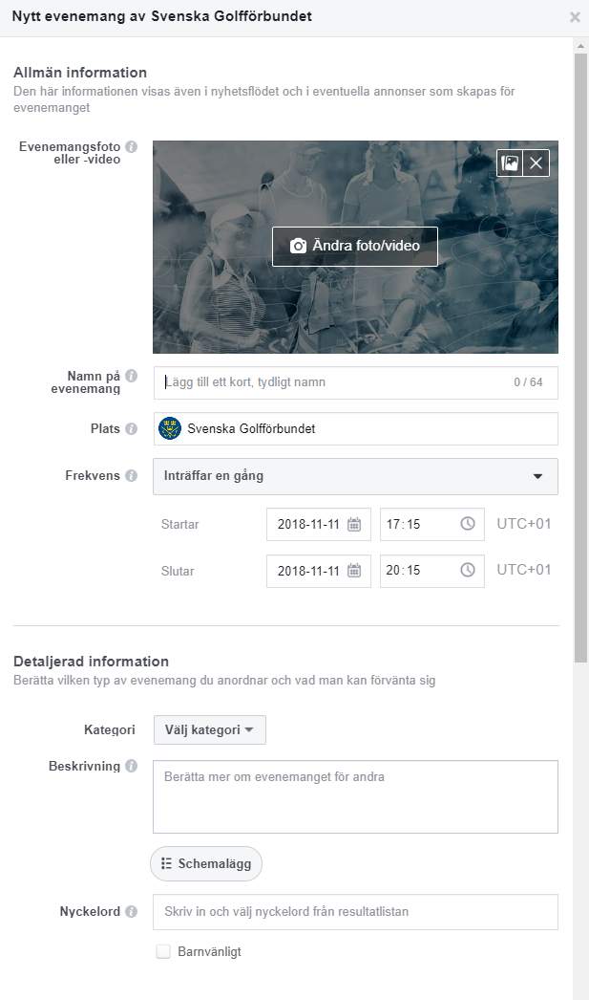 Nytt evenemang av Svenska Golfförbundet
Allmän information
Den här informationen visas även i nyhetsflödet och i eventuella annonser som skapas för
evenemanget
Evenemangsfoto
eller -video
Ändra foto/video
Namn på
evenemang
Lägg till ett kort, tydligt namn 0 / 64
Plats Svenska Golfförbundet
Frekvens Inträffar en gång
Startar 2018-11-11 17:15 UTC+01
Slutar 2018-11-11 20:15 UTC+01
Detaljerad information
Berätta vilken typ av evenemang du anordnar och vad man kan förvänta sig
Kategori Välj kategori
Beskrivning
Berätta mer om evenemanget för andra
Schemalägg
Nyckelord Skriv in och välj nyckelord från resultatlistan
Barnvänligt